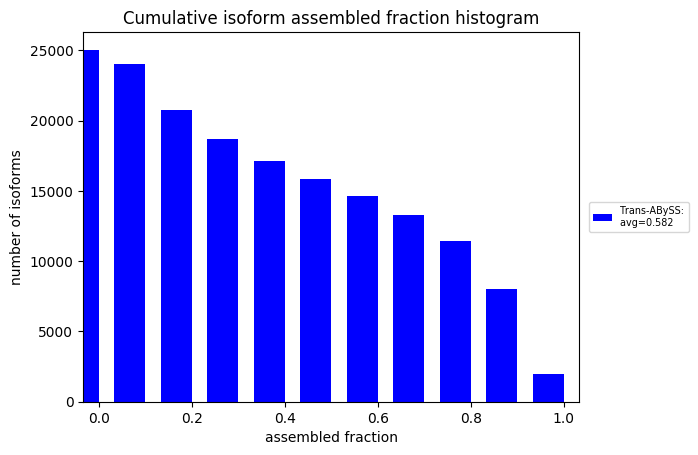 Cumulative isoform assembled fraction histogram
25000
20000
15000
10000
5000
0
number of isoforms
0.0 0.2 0.4 0.6 0.8 1.0
assembled fraction
Trans-ABySS:
avg=0.582